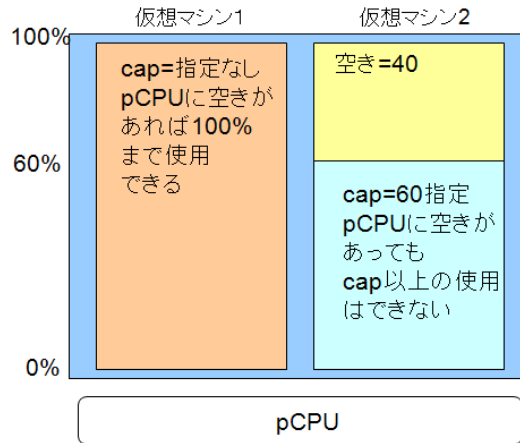 仮想マシン1
仮想マシン2
100%
60%
0%
cap=指定なし
pCPUに空きが
あれば100%
まで使用
できる
空き=40
cap=60指定
pCPUに空きが
あっても
cap以上の使用
はできない
pCPU